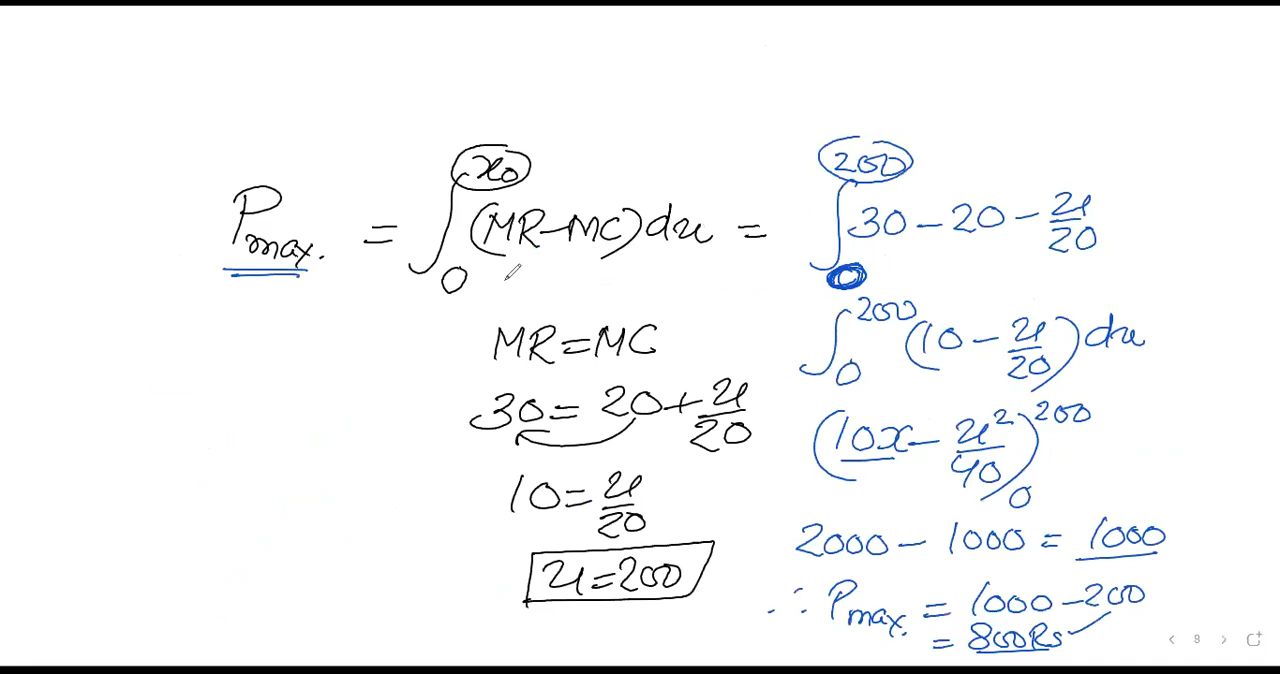 Pmax. = ∫₀^x₀ (MR-MC)dx = ∫₀^200 30-20-x/20
MR=MC
30=20+x/20
10=x/20
x=200
∫₀^200 (10-x/20)dx
(10x-x²/40)₀^200
2000-1000=1000
∴ Pmax. = 1000-200
= 800Rs
8